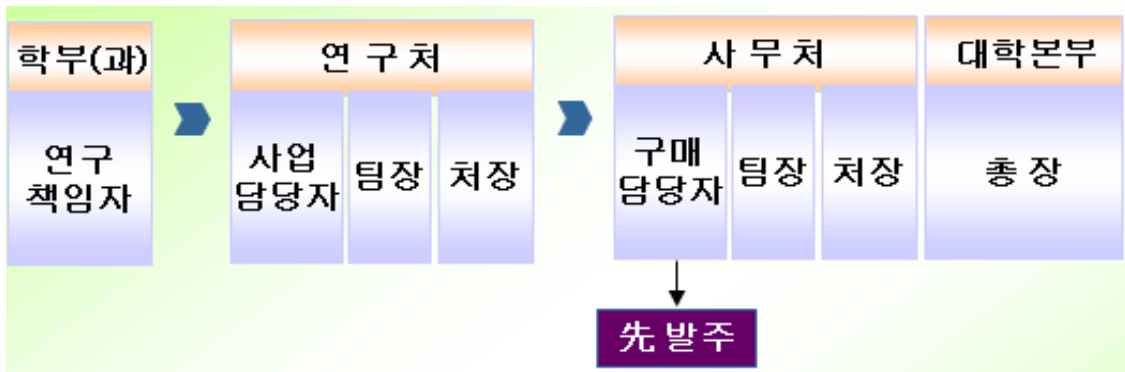 학부(과)
연구처
사무처
대학본부
연구
책임자
사업
담당자
팀장
처장
구매
담당자
팀장
처장
총장
先발주